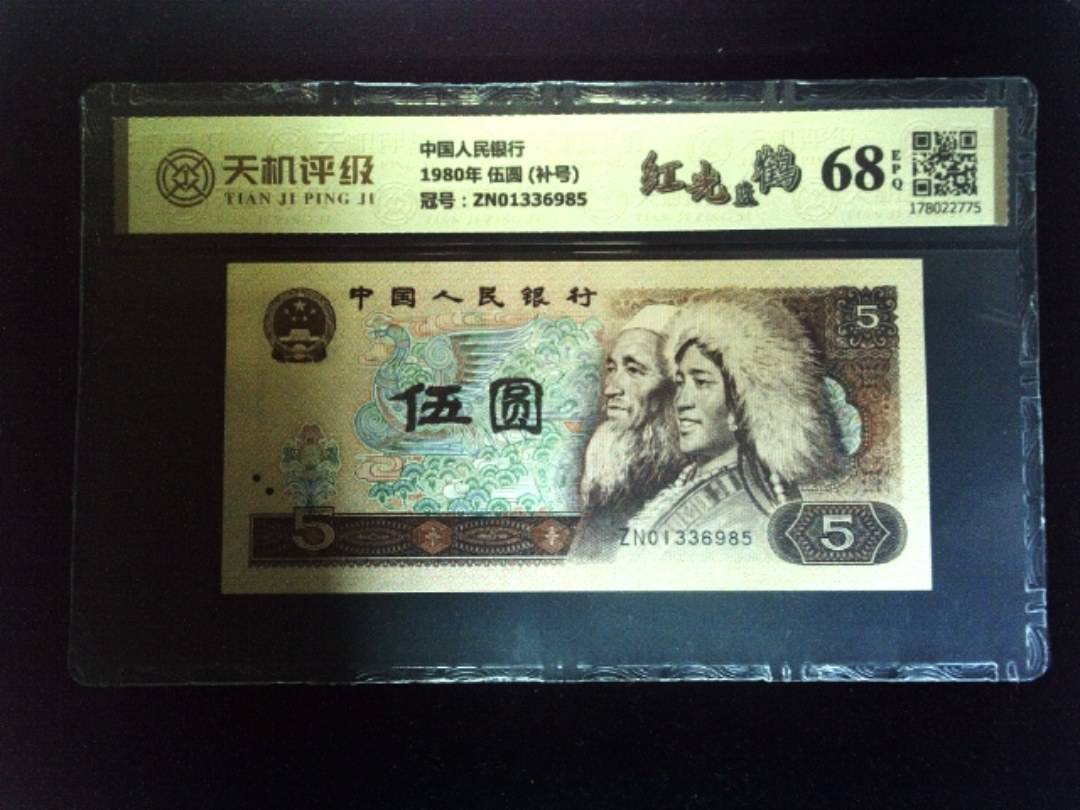 天机评级
TIAN JI PING JI
中国人民银行
1980年 伍圆 (补号)
冠号：ZN01336985
红光蓝鹤
68
EPQ
178022775
中国人民银行
5
伍圆
5
ZN01336985
5